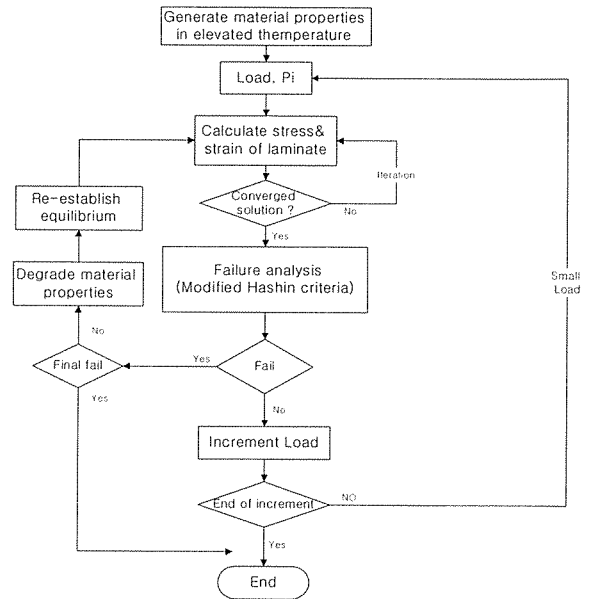 Generate material properties
in elevated themperature
Load. Pi
Calculate stress&
strain of laminate
Iteration
Converged
solution ?
No
Yes
Re-establish
equilibrium
Failure analysis
(Modified Hashin criteria)
Degrade material
properties
Small
Load
No
Final fail
Yes
Fail
Yes
No
Increment Load
End of increment
NO
Yes
End